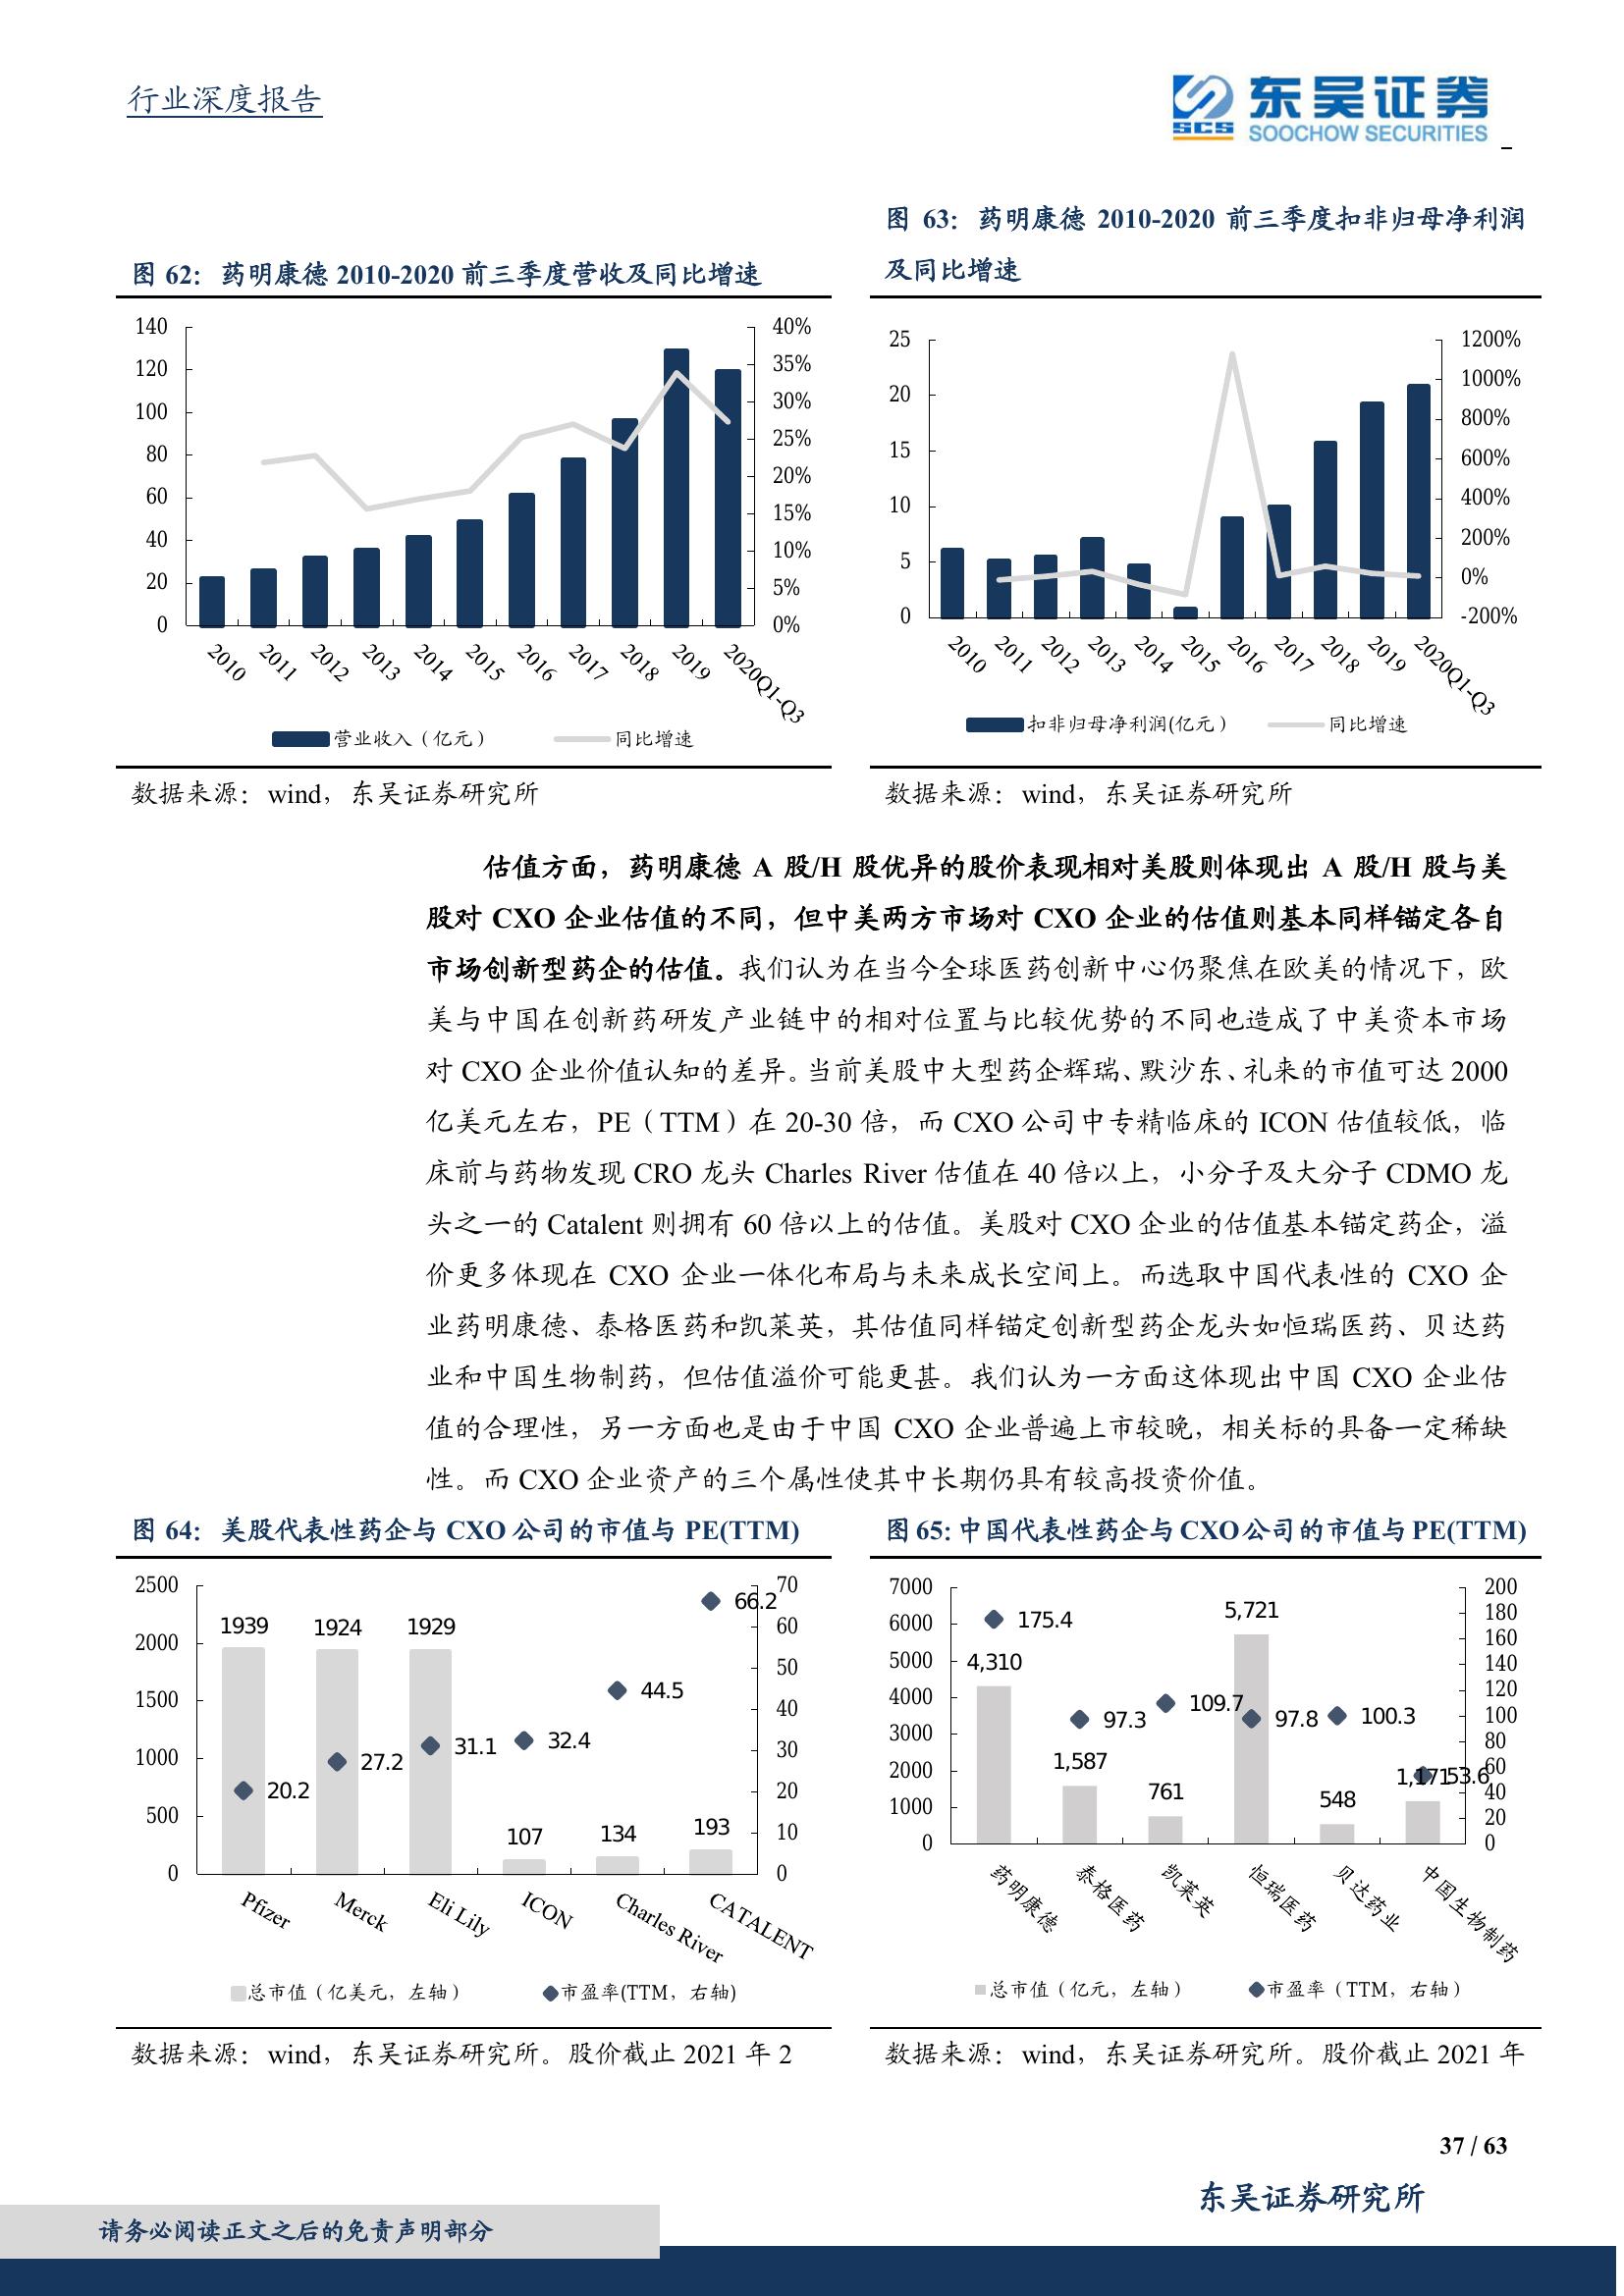 行业深度报告
东吴证券
SCS
SOOCHOW SECURITIES
图 62： 药明康德 2010-2020 前三季度营收及同比增速
140
120
100
80
60
40
20
0
40%
35%
30%
25%
20%
15%
10%
5%
0%
2010
2011
2012
2013
2014
2015
2016
2017
2018
2019
2020Q1-Q3
营业收入（亿元）
同比增速
数据来源：wind，东吴证券研究所
图 63： 药明康德 2010-2020 前三季度扣非归母净利润
及同比增速
25
20
15
10
5
0
1200%
1000%
800%
600%
400%
200%
0%
-200%
2010
2011
2012
2013
2014
2015
2016
2017
2018
2019
2020Q1-Q3
扣非归母净利润(亿元）
同比增速
数据来源：wind，东吴证券研究所
估值方面，药明康德 A 股/H 股优异的股价表现相对美股则体现出 A 股/H 股与美
股对 CXO 企业估值的不同，但中美两方市场对 CXO 企业的估值则基本同样锚定各自
市场创新型药企的估值。我们认为在当今全球医药创新中心仍聚焦在欧美的情况下，欧
美与中国在创新药研发产业链中的相对位置与比较优势的不同也造成了中美资本市场
对 CXO 企业价值认知的差异。当前美股中大型药企辉瑞、默沙东、礼来的市值可达 2000
亿美元左右，PE（TTM）在 20-30 倍，而 CXO 公司中专精临床的 ICON 估值较低，临
床前与药物发现 CRO 龙头 Charles River 估值在 40 倍以上，小分子及大分子 CDMO 龙
头之一的 Catalent 则拥有 60 倍以上的估值。美股对 CXO 企业的估值基本锚定药企，溢
价更多体现在 CXO 企业一体化布局与未来成长空间上。而选取中国代表性的 CXO 企
业药明康德、泰格医药和凯莱英，其估值同样锚定创新型药企龙头如恒瑞医药、贝达药
业和中国生物制药，但估值溢价可能更甚。我们认为一方面这体现出中国 CXO 企业估
值的合理性，另一方面也是由于中国 CXO 企业普遍上市较晚，相关标的具备一定稀缺
性。而 CXO 企业资产的三个属性使其中长期仍具有较高投资价值。
图 64： 美股代表性药企与 CXO 公司的市值与 PE(TTM)
2500
2000
1500
1000
500
0
70
60
50
40
30
20
10
0
1939
1924
1929
107
134
193
20.2
27.2
31.1
32.4
44.5
66.2
Pfizer
Merck
Eli Lily
ICON
Charles River
CATALENT
总市值（亿美元，左轴）
市盈率(TTM，右轴)
数据来源：wind，东吴证券研究所。股价截止 2021 年 2
图 65: 中国代表性药企与 CXO 公司的市值与 PE(TTM)
7000
6000
5000
4000
3000
2000
1000
0
200
180
160
140
120
100
80
60
40
20
0
4,310
1,587
761
5,721
548
1,171
175.4
97.3
109.7
97.8
100.3
53.6
药明康德
泰格医药
凯莱英
恒瑞医药
贝达药业
中国生物制药
总市值（亿元，左轴）
市盈率（TTM，右轴）
数据来源：wind，东吴证券研究所。股价截止 2021 年
37 / 63
东吴证券研究所
请务必阅读正文之后的免责声明部分